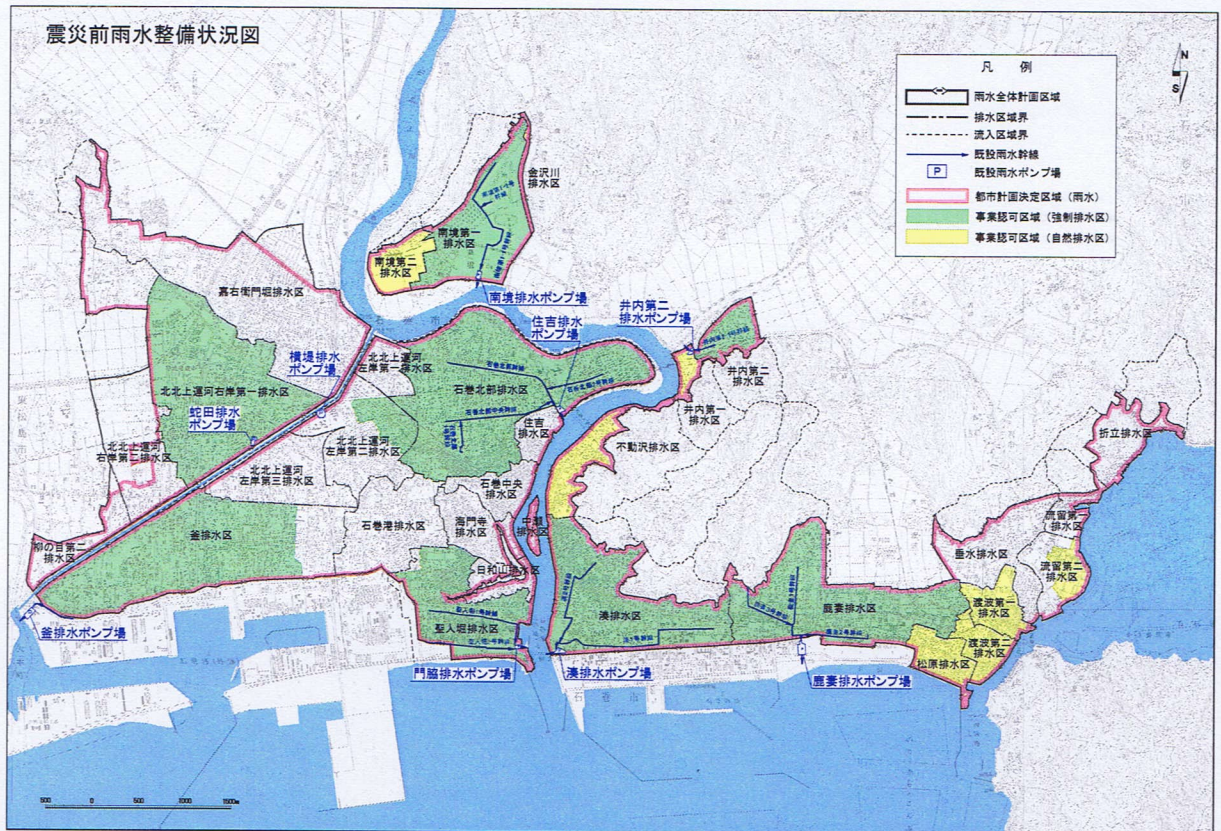 震災前雨水整備状況図
凡 例
雨水全体計画区域
排水区域界
流入区域界
既設雨水幹線
P
既設雨水ポンプ場
都市計画決定区域（雨水）
事業認可区域（強制排水区）
事業認可区域（自然排水区）
N
S
金沢川
排水区
南境第一
排水区
南境第二
排水区
嘉右衛門堀排水区
南境排水ポンプ場
住吉排水
ポンプ場
井内第二
排水ポンプ場
横堤排水
ポンプ場
北北上運河
左岸第一排水区
石巻北部排水区
井内第二
排水区
北北上運河右岸第一排水区
井内第一
排水区
蛇田排水
ポンプ場
住吉
排水区
不動沢排水区
折立排水区
北北上運河
右岸第二排水区
北北上運河
左岸第二排水区
北北上運河
左岸第三排水区
石巻中央
排水区
釜排水区
石巻港排水区
海門寺
排水区
中瀬
排水区
流留第一
排水区
垂水排水区
流留第二
排水区
柳の目第二
排水区
日和山排水区
渡波第一
排水区
湊排水区
鹿妻排水区
聖人堀排水区
渡波第二
排水区
松原排水区
釜排水ポンプ場
門脇排水ポンプ場
湊排水ポンプ場
鹿妻排水ポンプ場
500 0 500 1000 1500m